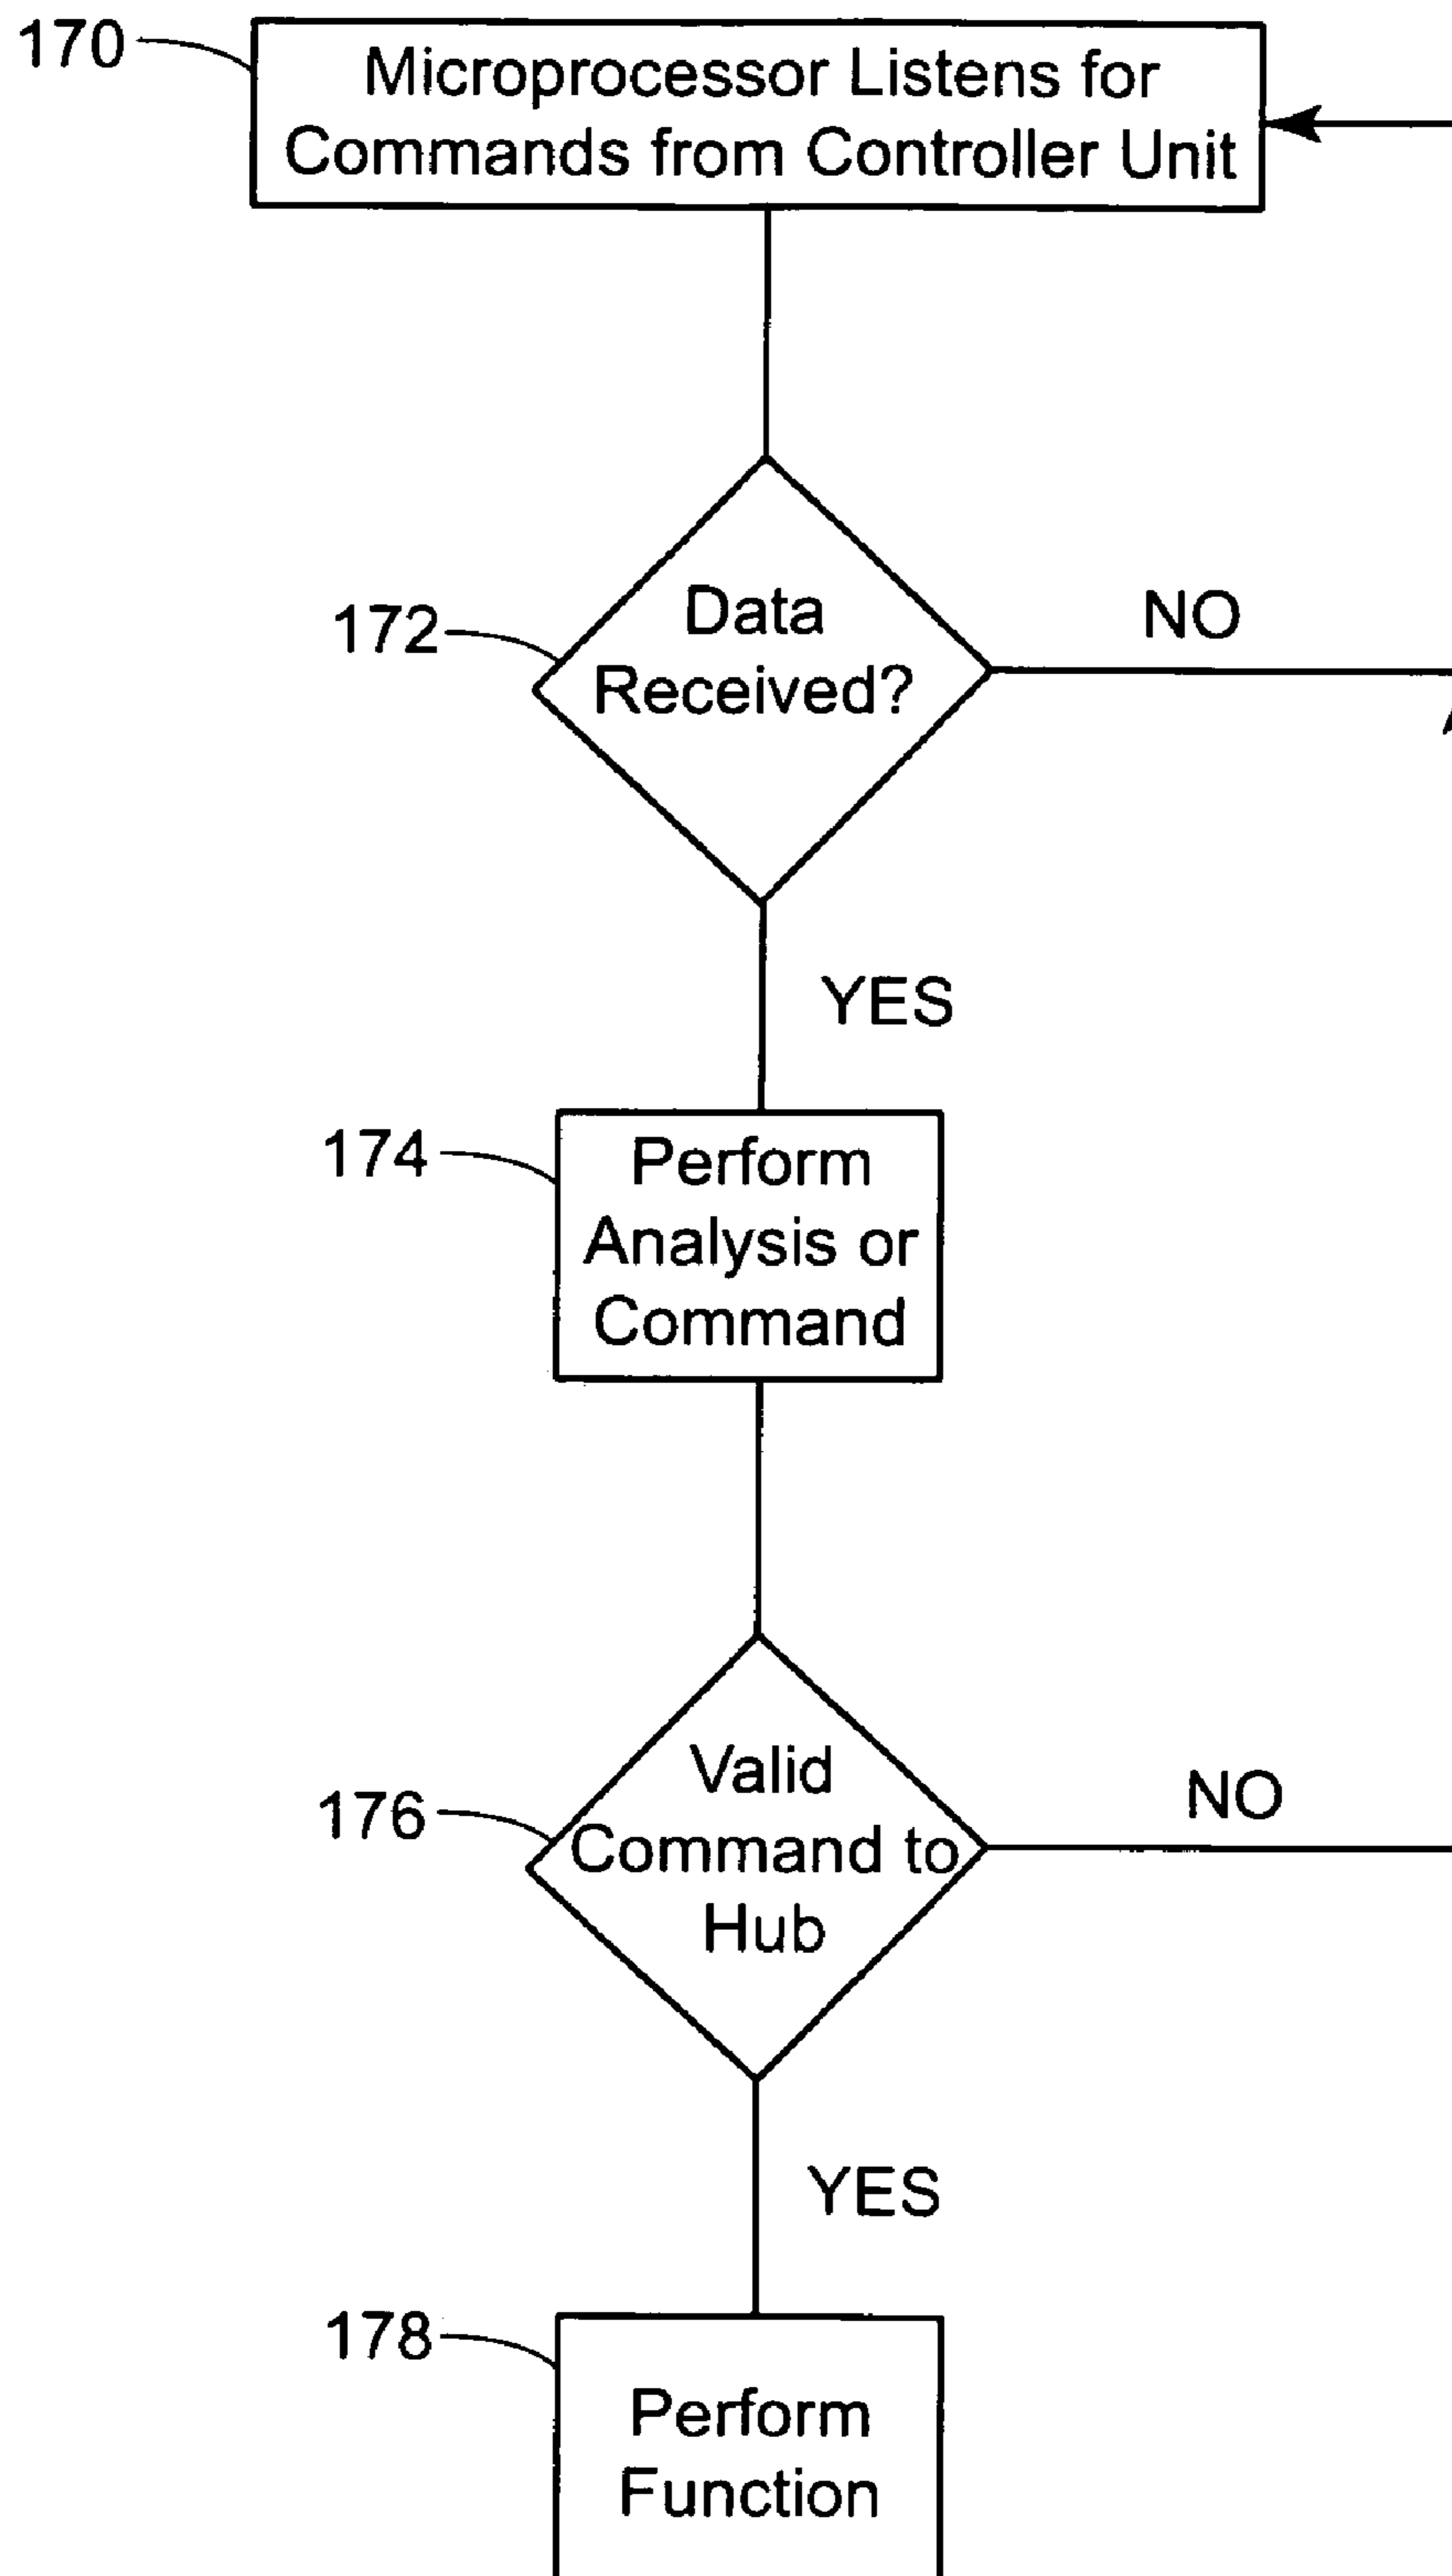 170
Microprocessor Listens for
Commands from Controller Unit
172
Data
Received?
NO
YES
174
Perform
Analysis or
Command
176
Valid
Command to
Hub
NO
YES
178
Perform
Function